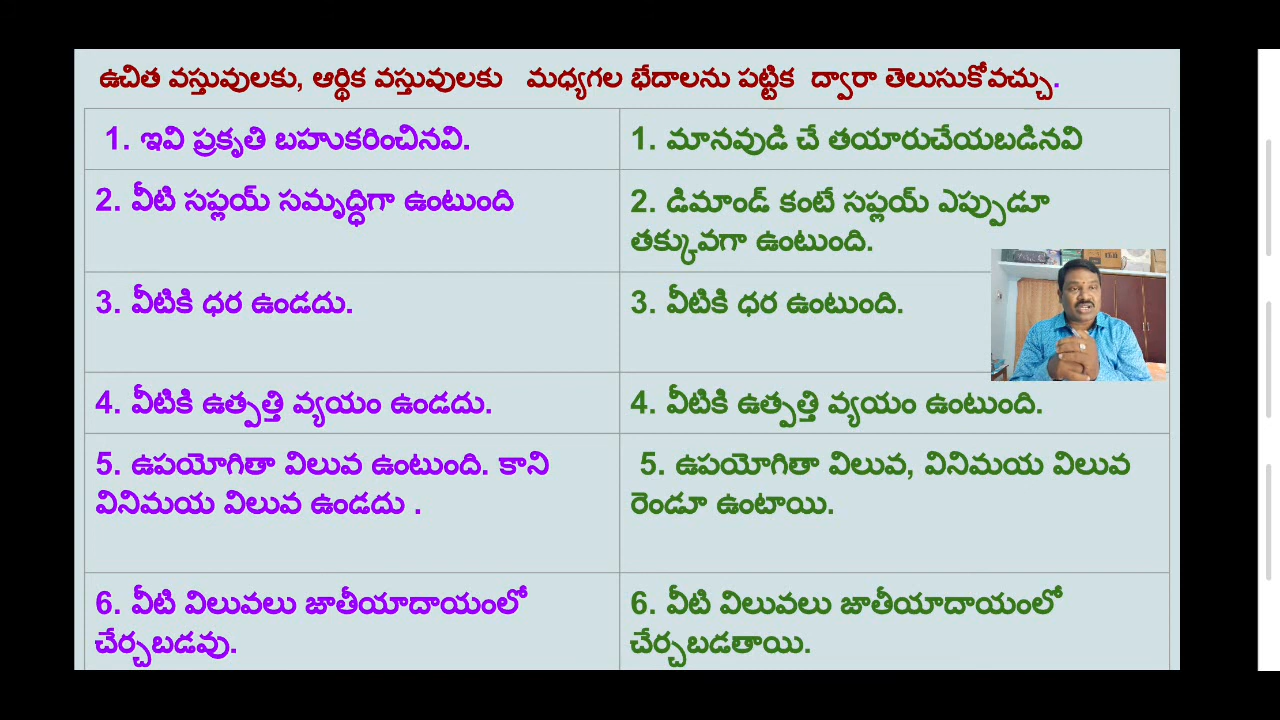 ఉచిత వస్తువులకు, ఆర్థిక వస్తువులకు మధ్యగల భేదాలను పట్టిక ద్వారా తెలుసుకోవచ్చు.
1. ఇవి ప్రకృతి బహుకరించినవి.
1. మానవుడి చే తయారుచేయబడినవి
2. వీటి సప్లయ్ సమృద్ధిగా ఉంటుంది
2. డిమాండ్ కంటే సప్లయ్ ఎప్పుడూ
తక్కువగా ఉంటుంది.
3. వీటికి ధర ఉండదు.
3. వీటికి ధర ఉంటుంది.
4. వీటికి ఉత్పత్తి వ్యయం ఉండదు.
4. వీటికి ఉత్పత్తి వ్యయం ఉంటుంది.
5. ఉపయోగితా విలువ ఉంటుంది. కాని
వినిమయ విలువ ఉండదు .
5. ఉపయోగితా విలువ, వినిమయ విలువ
రెండూ ఉంటాయి.
6. వీటి విలువలు జాతీయాదాయంలో
చేర్చబడవు.
6. వీటి విలువలు జాతీయాదాయంలో
చేర్చబడతాయి.